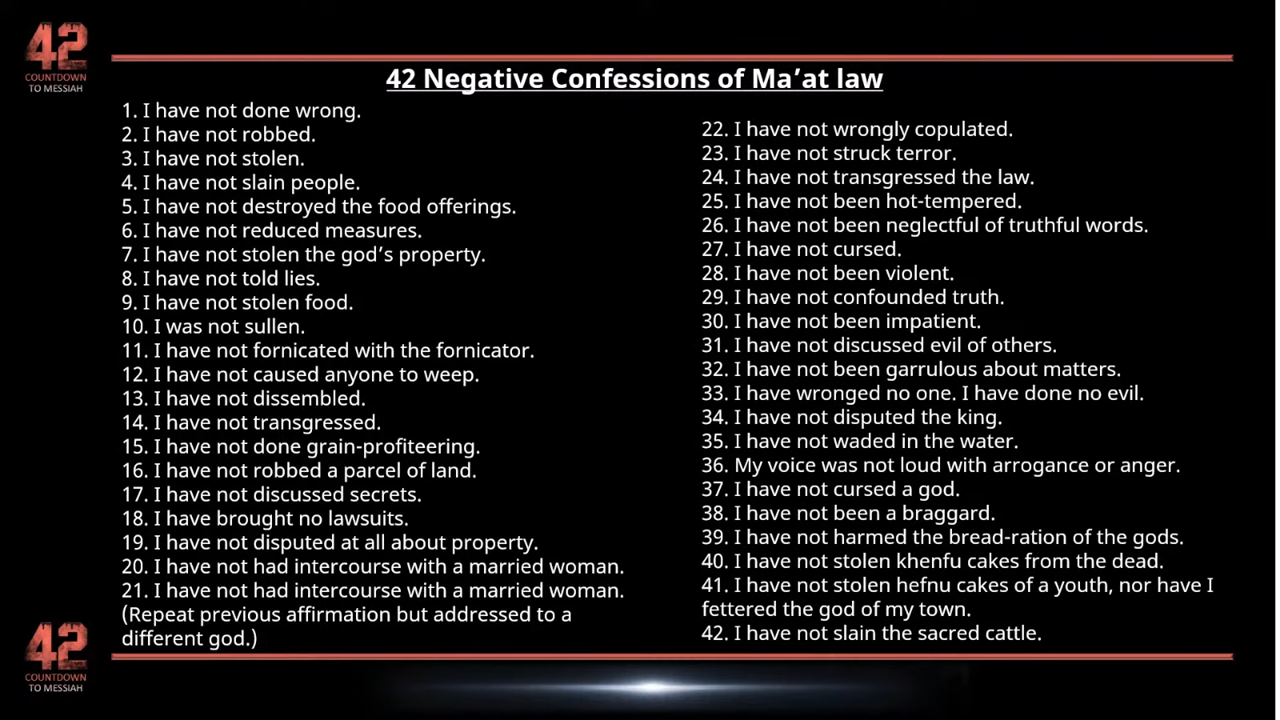 42
COUNTDOWN
TO MESSIAH
42 Negative Confessions of Ma’at law
1. I have not done wrong.
2. I have not robbed.
3. I have not stolen.
4. I have not slain people.
5. I have not destroyed the food offerings.
6. I have not reduced measures.
7. I have not stolen the god’s property.
8. I have not told lies.
9. I have not stolen food.
10. I was not sullen.
11. I have not fornicated with the fornicator.
12. I have not caused anyone to weep.
13. I have not dissembled.
14. I have not transgressed.
15. I have not done grain-profiteering.
16. I have not robbed a parcel of land.
17. I have not discussed secrets.
18. I have brought no lawsuits.
19. I have not disputed at all about property.
20. I have not had intercourse with a married woman.
21. I have not had intercourse with a married woman.
(Repeat previous affirmation but addressed to a
different god.)
22. I have not wrongly copulated.
23. I have not struck terror.
24. I have not transgressed the law.
25. I have not been hot-tempered.
26. I have not been neglectful of truthful words.
27. I have not cursed.
28. I have not been violent.
29. I have not confounded truth.
30. I have not been impatient.
31. I have not discussed evil of others.
32. I have not been garrulous about matters.
33. I have wronged no one. I have done no evil.
34. I have not disputed the king.
35. I have not waded in the water.
36. My voice was not loud with arrogance or anger.
37. I have not cursed a god.
38. I have not been a braggard.
39. I have not harmed the bread-ration of the gods.
40. I have not stolen khenfu cakes from the dead.
41. I have not stolen hefnu cakes of a youth, nor have I
fettered the god of my town.
42. I have not slain the sacred cattle.
42
COUNTDOWN
TO MESSIAH